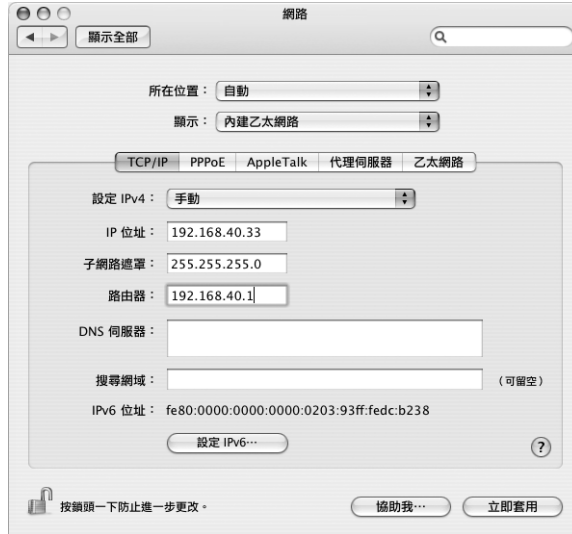 網路
顯示全部
所在位置： 自動
顯示： 內建乙太網路
TCP/IP PPPoE AppleTalk 代理伺服器 乙太網路
設定 IPv4： 手動
IP 位址： 192.168.40.33
子網路遮罩： 255.255.255.0
路由器： 192.168.40.1
DNS 伺服器：
搜尋網域： （可留空）
IPv6 位址： fe80:0000:0000:0000:0203:93ff:fedc:b238
設定 IPv6⋯
?
按鎖頭一下防止進一步更改。 協助我⋯ 立即套用